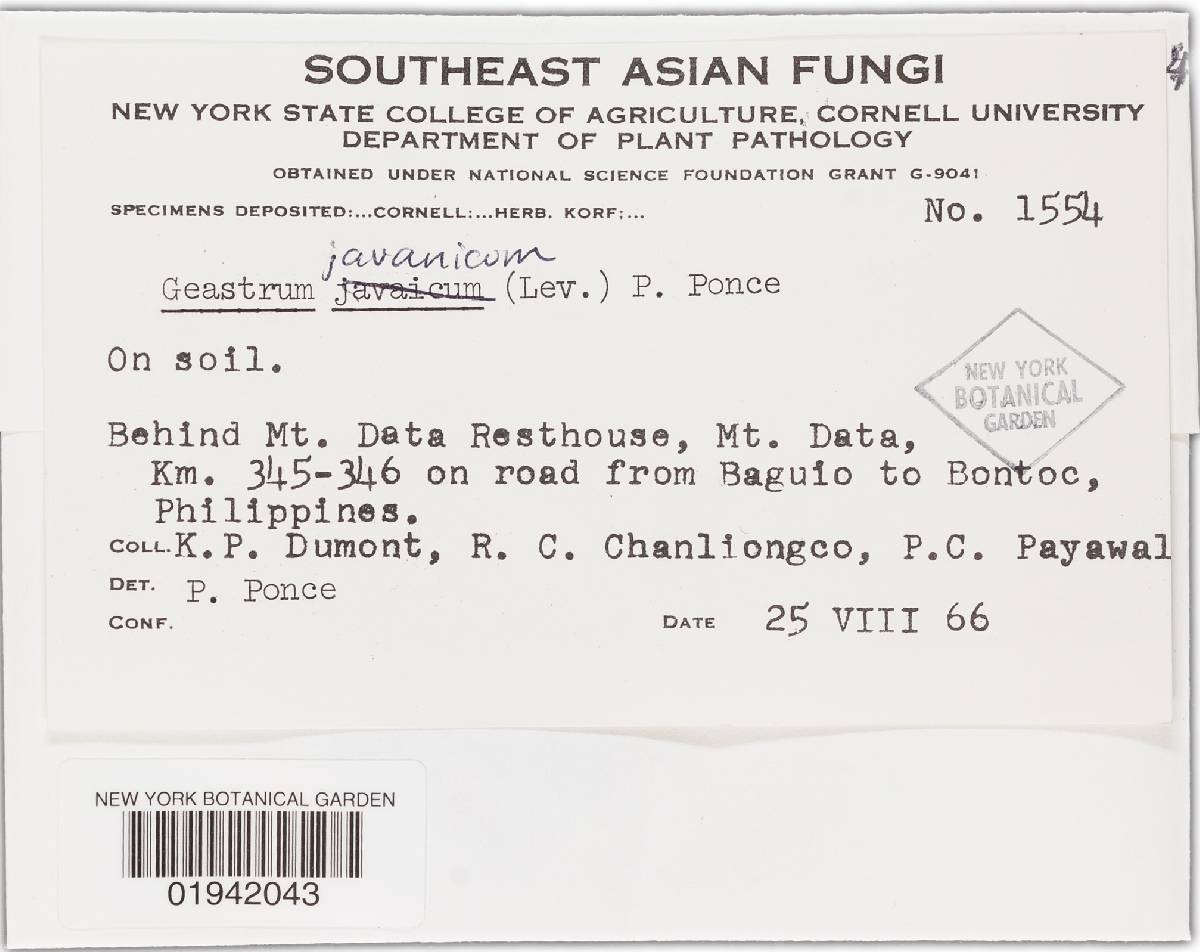 SOUTHEAST ASIAN FUNGI
4
NEW YORK STATE COLLEGE OF AGRICULTURE, CORNELL UNIVERSITY
DEPARTMENT OF PLANT PATHOLOGY
OBTAINED UNDER NATIONAL SCIENCE FOUNDATION GRANT G-9041
SPECIMENS DEPOSITED:...CORNELL:...HERB. KORF;...
No. 1554
javanicum
Geastrum javaicum (Lev.) P. Ponce
On soil.
NEW YORK
BOTANICAL
GARDEN
Behind Mt. Data Resthouse, Mt. Data,
Km. 345-346 on road from Baguio to Bontoc,
Philippines.
COLL. K.P. Dumont, R. C. Chanliongco, P.C. Payawal
DET. P. Ponce
CONF.
DATE 25 VIII 66
NEW YORK BOTANICAL GARDEN
01942043